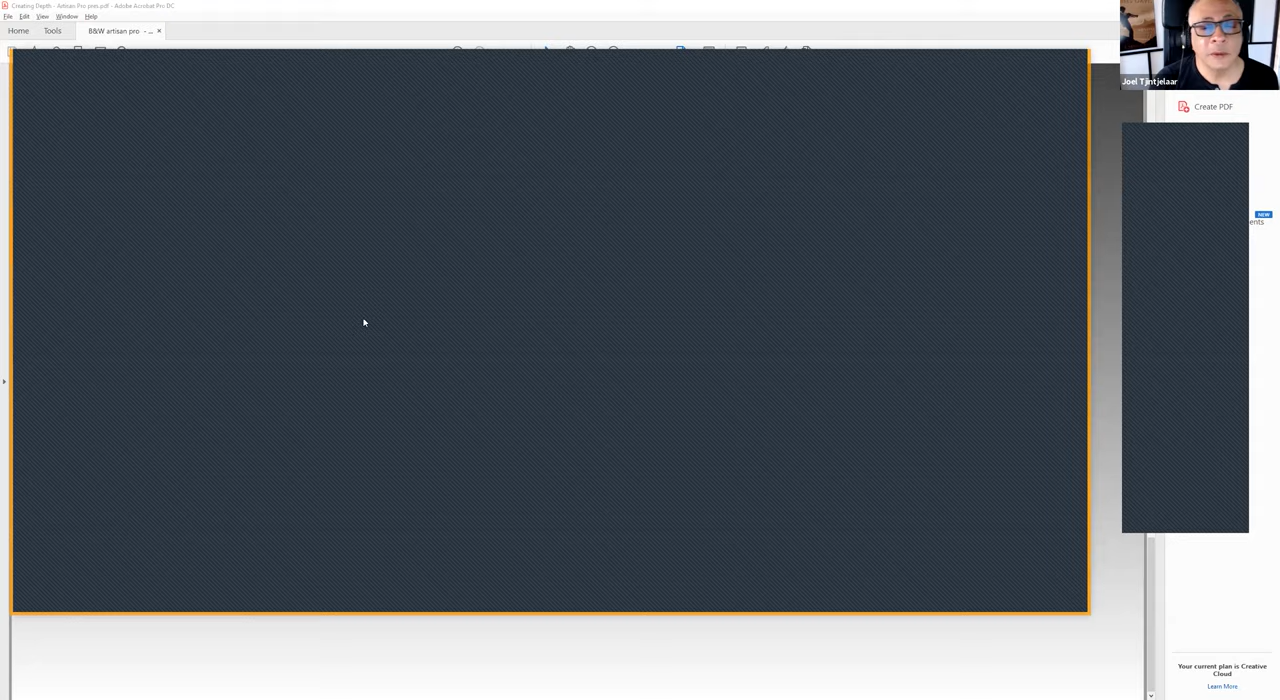 Creating Depth - Artisan Pro pres.pdf - Adobe Acrobat Pro DC
File Edit View Window Help
Home Tools B&W artisan pro - ... ×
Joel Tjintjelaar
Create PDF
NEW
ents
Your current plan is Creative
Cloud
Learn More